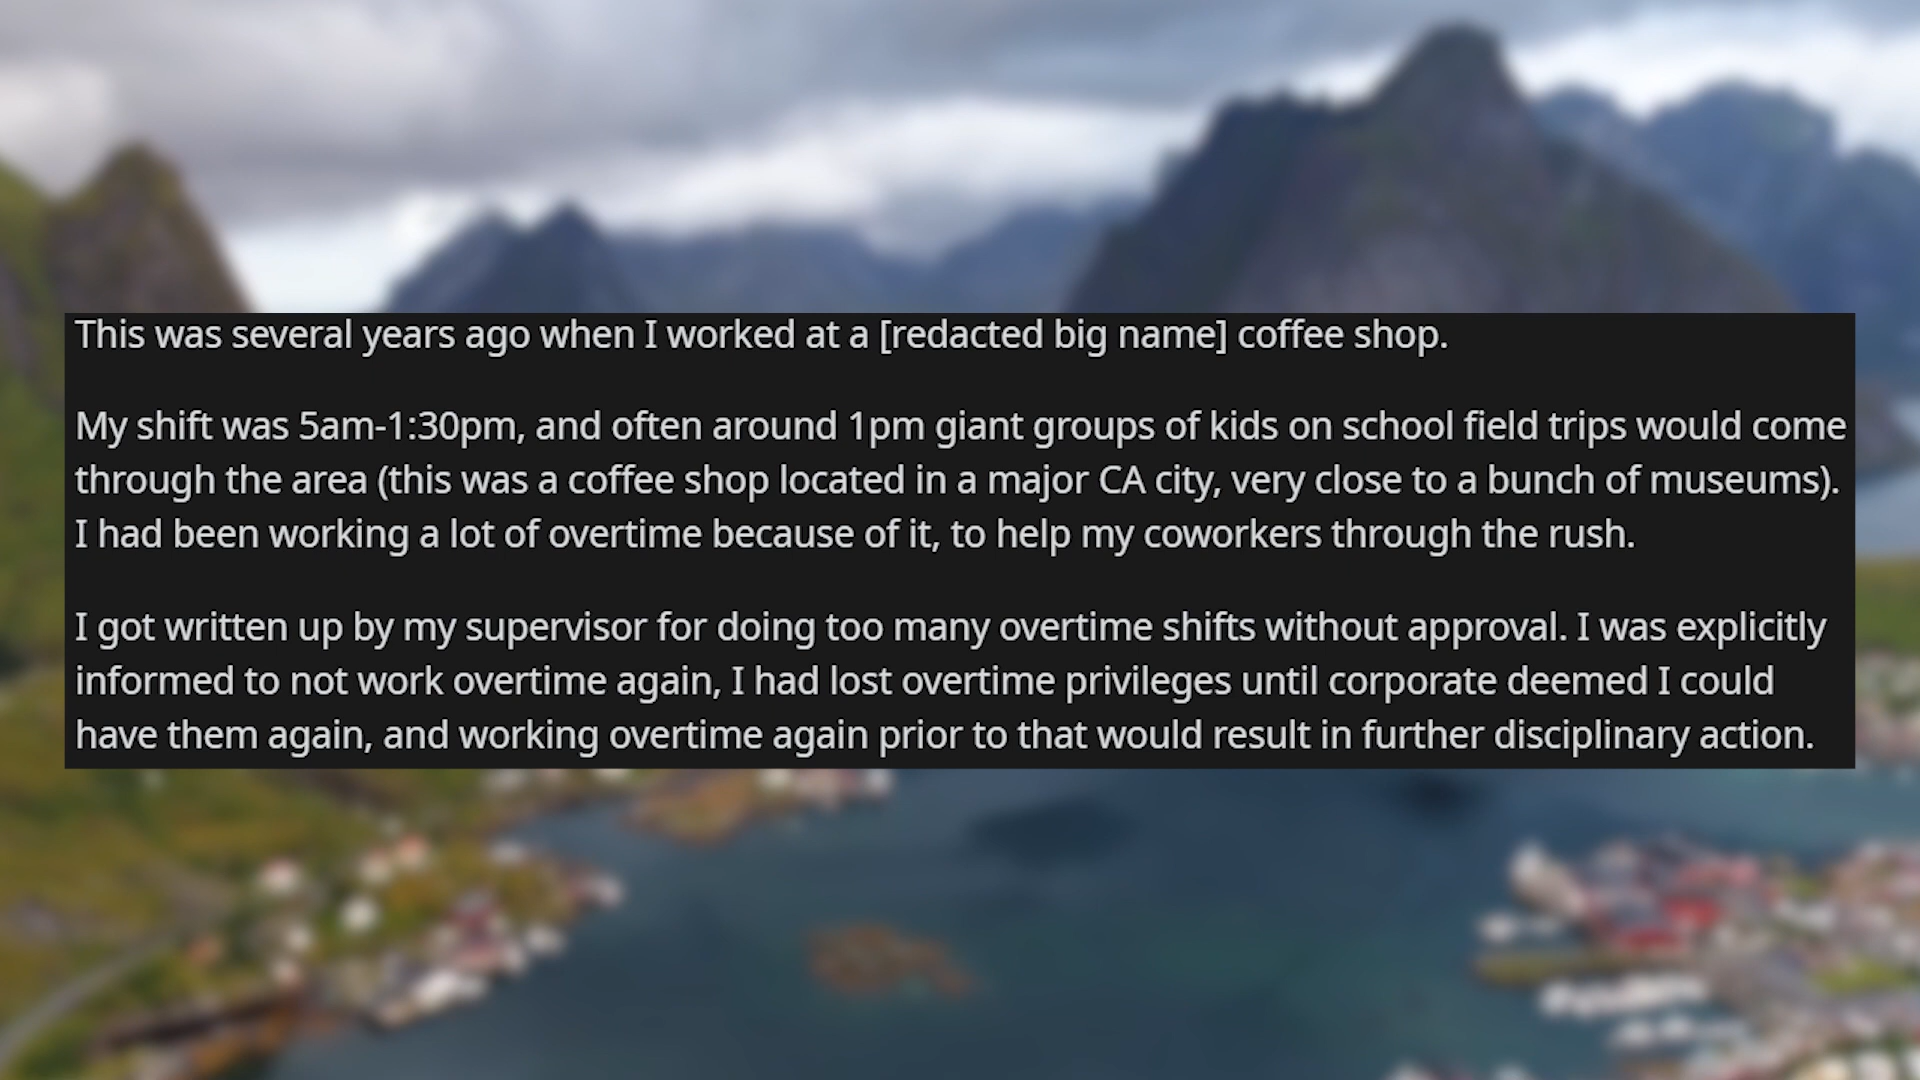 This was several years ago when I worked at a [redacted big name] coffee shop.
My shift was 5am-1:30pm, and often around 1pm giant groups of kids on school field trips would come
through the area (this was a coffee shop located in a major CA city, very close to a bunch of museums).
I had been working a lot of overtime because of it, to help my coworkers through the rush.
I got written up by my supervisor for doing too many overtime shifts without approval. I was explicitly
informed to not work overtime again, I had lost overtime privileges until corporate deemed I could
have them again, and working overtime again prior to that would result in further disciplinary action.